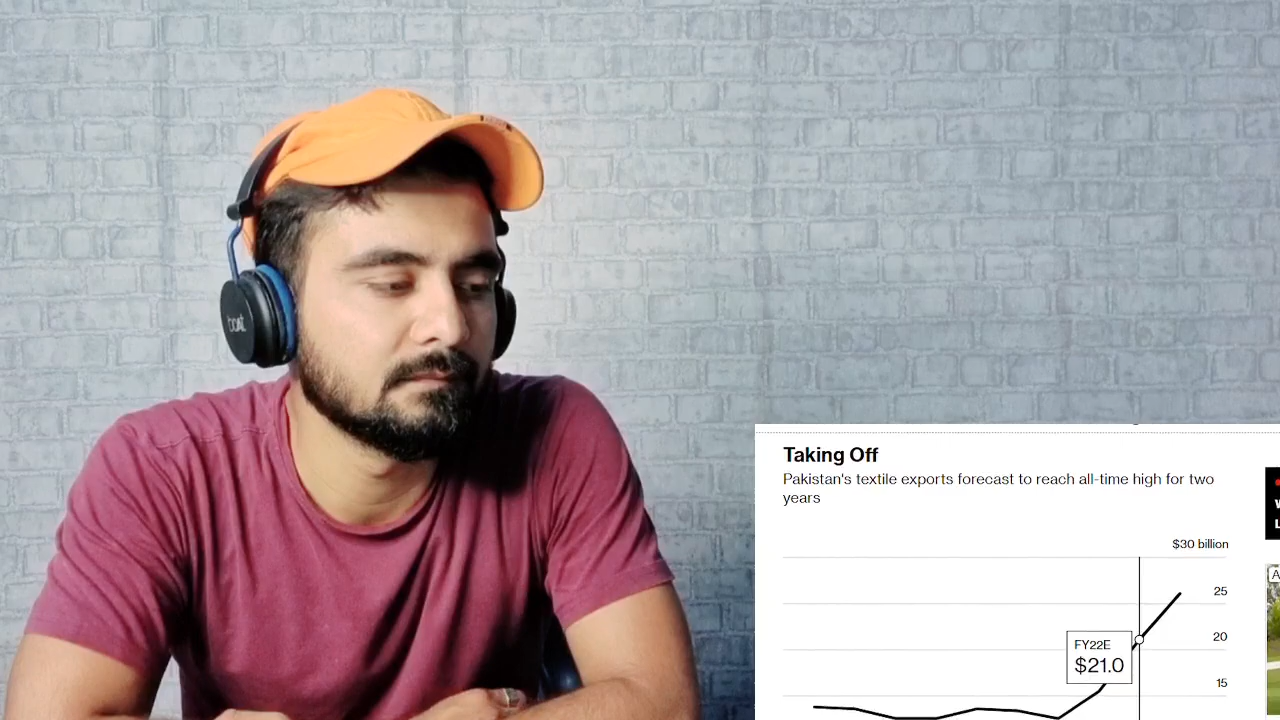 boAt
Taking Off
Pakistan's textile exports forecast to reach all-time high for two
years
$30 billion
25
20
FY22E
$21.0
15